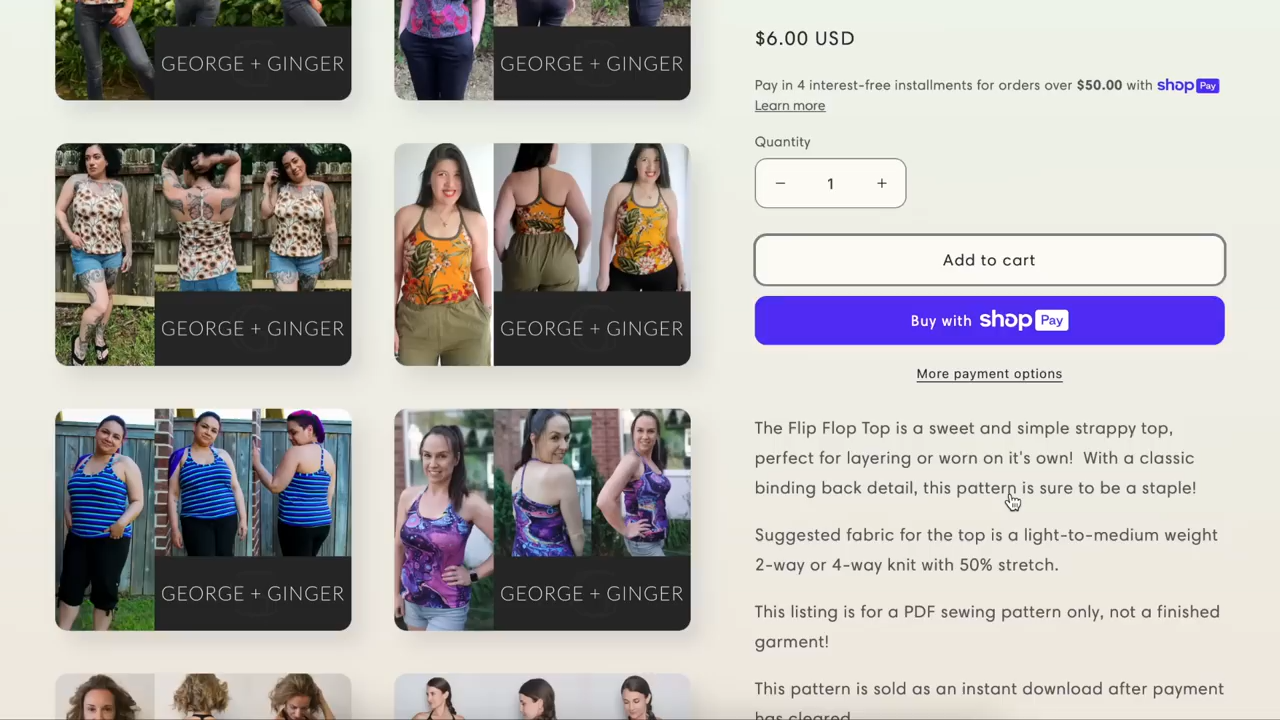 GEORGE + GINGER
GEORGE + GINGER
GEORGE + GINGER
GEORGE + GINGER
GEORGE + GINGER
GEORGE + GINGER
$6.00 USD
Pay in 4 interest-free installments for orders over $50.00 with shop Pay
Learn more
Quantity
− 1 +
Add to cart
Buy with shop Pay
More payment options
The Flip Flop Top is a sweet and simple strappy top,
perfect for layering or worn on it's own! With a classic
binding back detail, this pattern is sure to be a staple!
Suggested fabric for the top is a light-to-medium weight
2-way or 4-way knit with 50% stretch.
This listing is for a PDF sewing pattern only, not a finished
garment!
This pattern is sold as an instant download after payment
has cleared